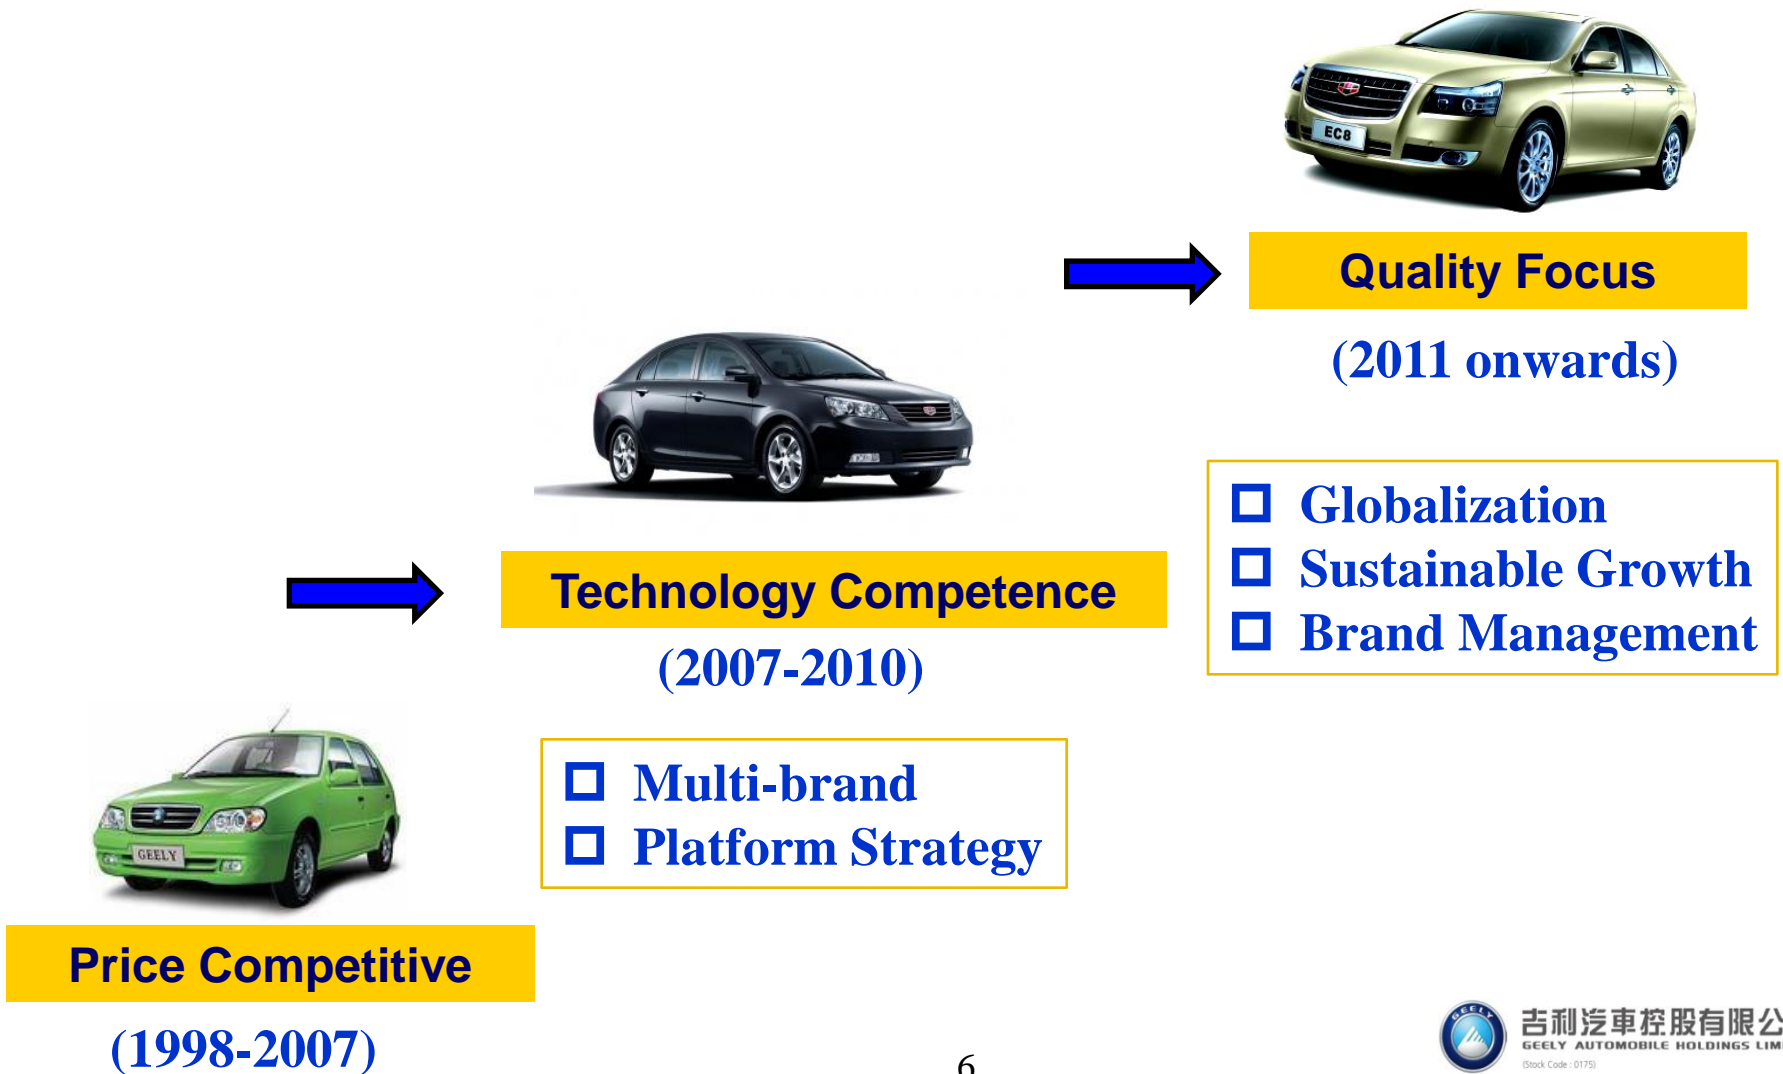 EC8
Quality Focus
(2011 onwards)
Globalization
Sustainable Growth
Brand Management
Technology Competence
(2007-2010)
Multi-brand
Platform Strategy
GEELY
Price Competitive
(1998-2007)
6
GEELY
吉利汽車控股有限公
GEELY AUTOMOBILE HOLDINGS LIM
(Stock Code : 0175)